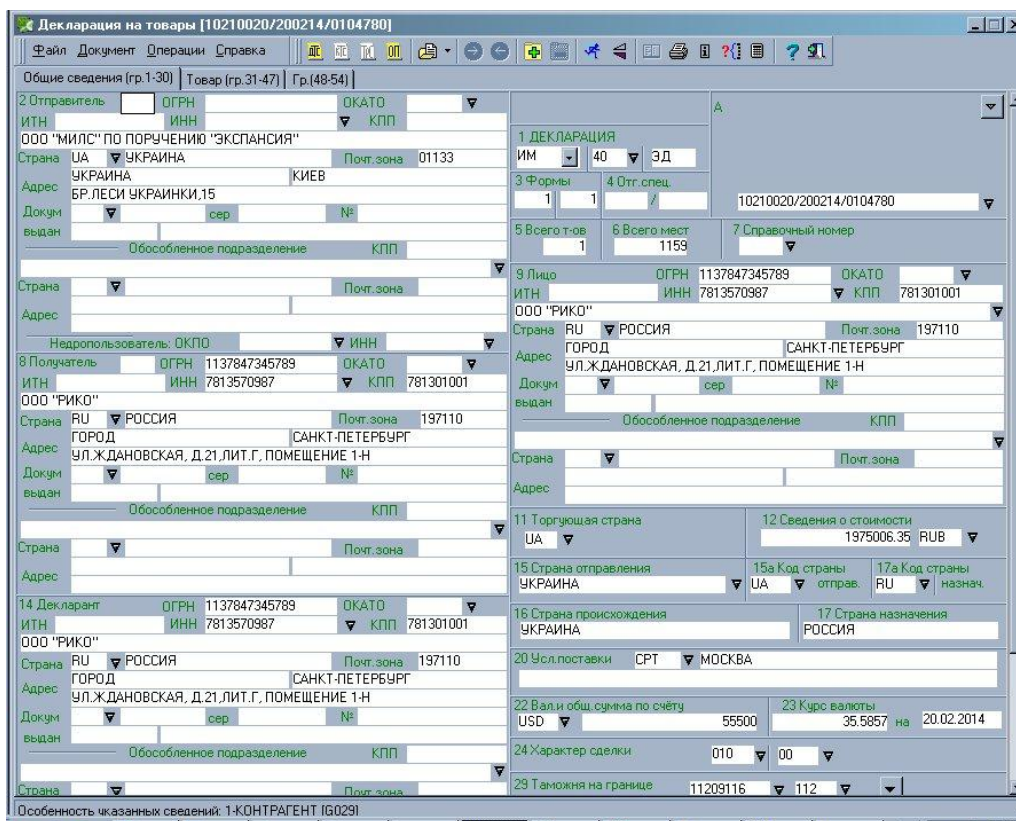 Декларация на товары [10210020/200214/0104780]
Файл Документ Операции Справка
Общие сведения (гр.1-30) Товар (гр.31-47) Гр.(48-54)
2 Отправитель ОГРН ОКАТО
ИТН ИНН КПП
ООО "МИЛС" ПО ПОРУЧЕНИЮ "ЭКСПАНСИЯ"
Страна UA УКРАИНА Почт.зона 01133
Адрес УКРАИНА КИЕВ
БР.ЛЕСИ УКРАИНКИ,15
Докум сер №
выдан
Обособленное подразделение КПП
Страна Почт.зона
Адрес
Недропользователь: ОКПО ИНН
8 Получатель ОГРН 1137847345789 ОКАТО
ИТН ИНН 7813570987 КПП 781301001
ООО "РИКО"
Страна RU РОССИЯ Почт.зона 197110
Адрес ГОРОД САНКТ-ПЕТЕРБУРГ
УЛ.ЖДАНОВСКАЯ, Д.21,ЛИТ.Г, ПОМЕЩЕНИЕ 1-Н
Докум сер №
выдан
Обособленное подразделение КПП
Страна Почт.зона
Адрес
14 Декларант ОГРН 1137847345789 ОКАТО
ИТН ИНН 7813570987 КПП 781301001
ООО "РИКО"
Страна RU РОССИЯ Почт.зона 197110
Адрес ГОРОД САНКТ-ПЕТЕРБУРГ
УЛ.ЖДАНОВСКАЯ, Д.21,ЛИТ.Г, ПОМЕЩЕНИЕ 1-Н
Докум сер №
выдан
Обособленное подразделение КПП
Страна Почт.зона
A
1 ДЕКЛАРАЦИЯ
ИМ 40 ЭД
3 Формы 4 Отг.спец.
1 1 /
10210020/200214/0104780
5 Всего т-ов 6 Всего мест 7 Справочный номер
1 1159
9 Лицо ОГРН 1137847345789 ОКАТО
ИТН ИНН 7813570987 КПП 781301001
ООО "РИКО"
Страна RU РОССИЯ Почт.зона 197110
Адрес ГОРОД САНКТ-ПЕТЕРБУРГ
УЛ.ЖДАНОВСКАЯ, Д.21,ЛИТ.Г, ПОМЕЩЕНИЕ 1-Н
Докум сер №
выдан
Обособленное подразделение КПП
Страна Почт.зона
Адрес
11 Торгующая страна 12 Сведения о стоимости
UA 1975006.35 RUB
15 Страна отправления 15а Код страны 17а Код страны
УКРАИНА UA отправ. RU назнач.
16 Страна происхождения 17 Страна назначения
УКРАИНА РОССИЯ
20 Усл.поставки CPT МОСКВА
22 Вал.и общ.сумма по счёту 23 Курс валюты
USD 55500 35.5857 на 20.02.2014
24 Характер сделки 010 00
29 Таможня на границе 11209116 112
Особенность указанных сведений: 1-КОНТРАГЕНТ [G029]